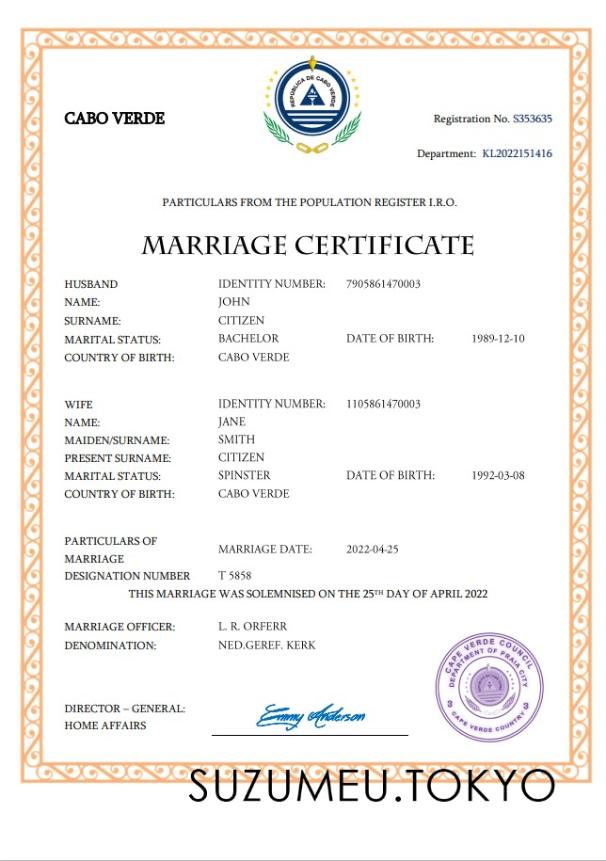 REPÚBLICA DE CABO VERDE
CABO VERDE
Registration No. S353635
Department: KL2022151416
PARTICULARS FROM THE POPULATION REGISTER I.R.O.
MARRIAGE CERTIFICATE
HUSBAND IDENTITY NUMBER: 7905861470003
NAME: JOHN
SURNAME: CITIZEN
MARITAL STATUS: BACHELOR DATE OF BIRTH: 1989-12-10
COUNTRY OF BIRTH: CABO VERDE
WIFE IDENTITY NUMBER: 1105861470003
NAME: JANE
MAIDEN/SURNAME: SMITH
PRESENT SURNAME: CITIZEN
MARITAL STATUS: SPINSTER DATE OF BIRTH: 1992-03-08
COUNTRY OF BIRTH: CABO VERDE
PARTICULARS OF
MARRIAGE MARRIAGE DATE: 2022-04-25
DESIGNATION NUMBER T 5858
THIS MARRIAGE WAS SOLEMNISED ON THE 25TH DAY OF APRIL 2022
MARRIAGE OFFICER: L. R. ORFERR
DENOMINATION: NED.GEREF. KERK
CAPE VERDE COUNCIL
DEPARTMENT OF PRAIA CITY
CAPE VERDE COUNTRY
DIRECTOR – GENERAL:
HOME AFFAIRS
Emmy Anderson
SUZUMEU.TOKYO